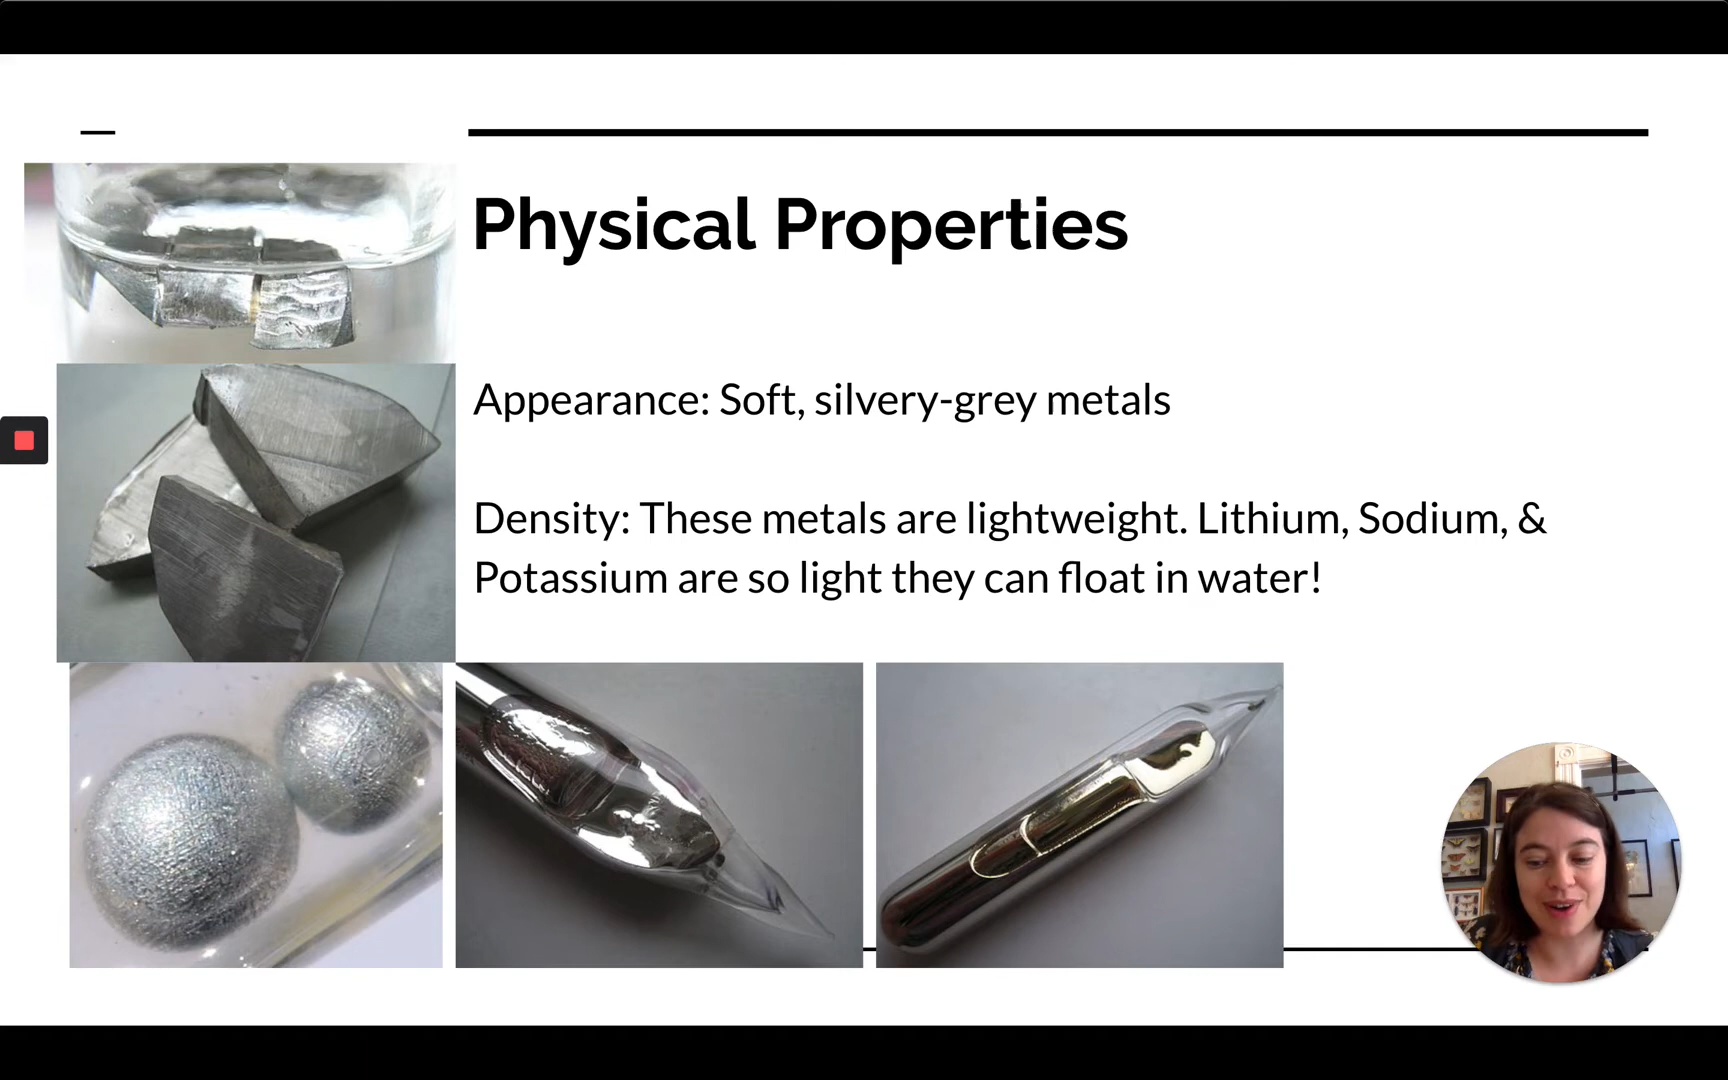 Physical Properties
Appearance: Soft, silvery-grey metals
Density: These metals are lightweight. Lithium, Sodium, &
Potassium are so light they can float in water!